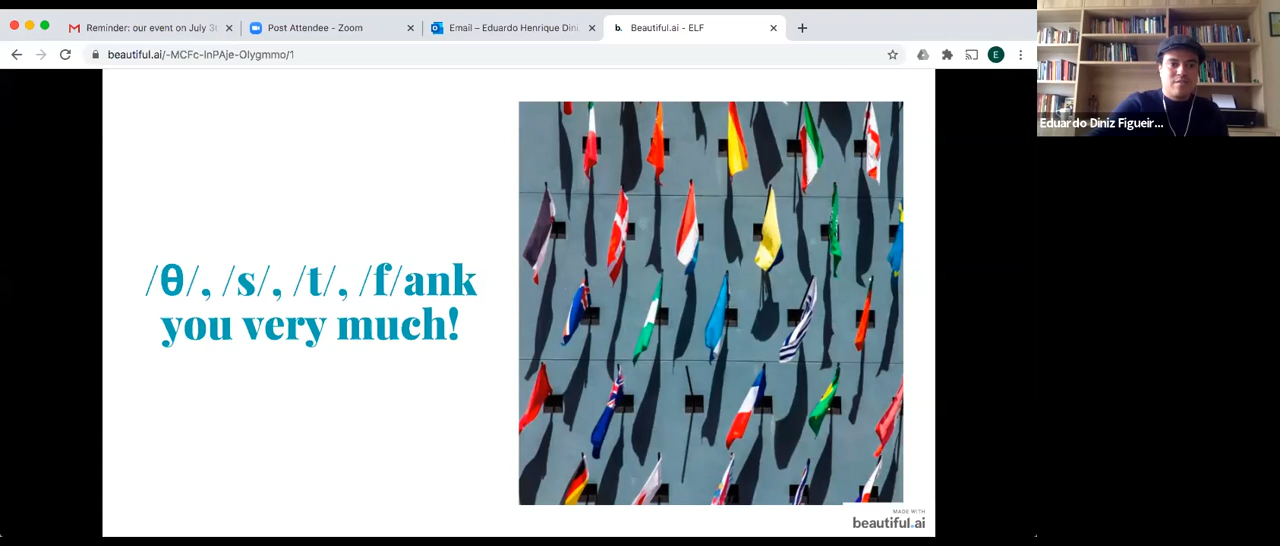 Reminder: our event on July 3
Post Attendee - Zoom
Email – Eduardo Henrique Dini
Beautiful.ai - ELF
beautiful.ai/-MCFc-InPAje-OIygmmo/1
E
Eduardo Diniz Figueir...
/θ/, /s/, /t/, /f/ank
you very much!
MADE WITH
beautiful.ai